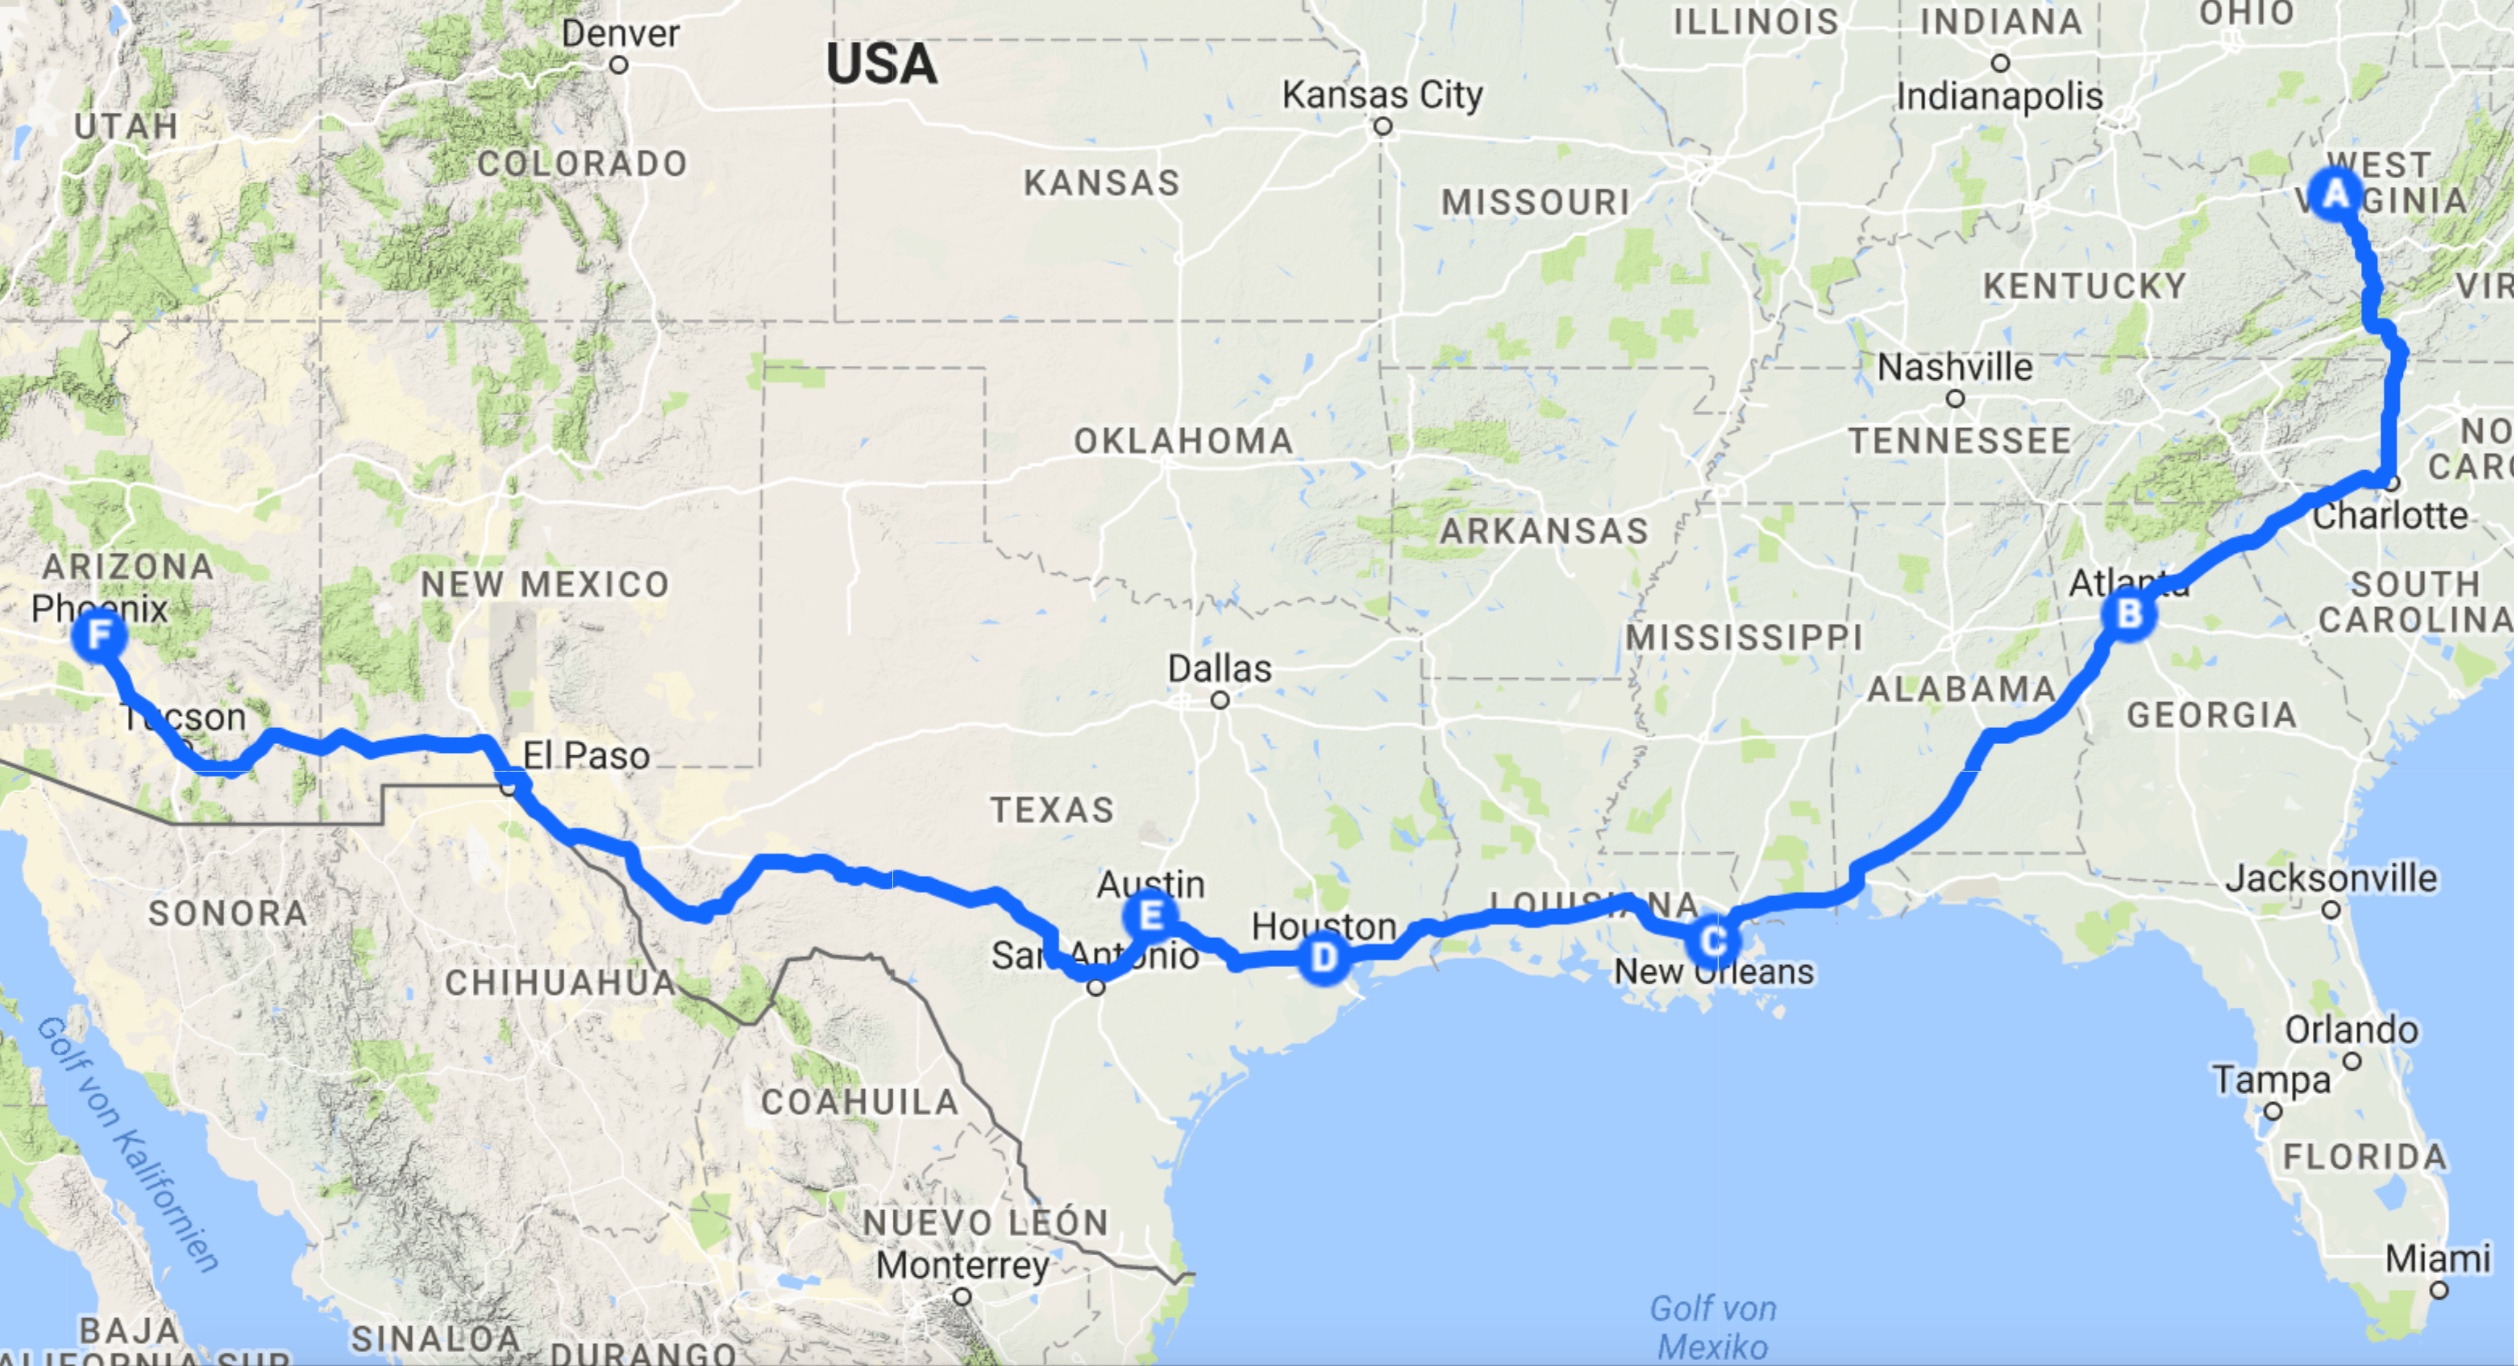 ILLINOIS
INDIANA
OHIO
Denver
USA
Kansas City
Indianapolis
UTAH
COLORADO
KANSAS
MISSOURI
WEST
VIRGINIA
A
KENTUCKY
VIR
Nashville
OKLAHOMA
TENNESSEE
NO
CARO
ARKANSAS
Charlotte
ARIZONA
Phoenix
F
NEW MEXICO
Atlanta
B
SOUTH
CAROLINA
Dallas
MISSISSIPPI
ALABAMA
GEORGIA
Tucson
El Paso
TEXAS
Austin
E
Jacksonville
LOUISIANA
SONORA
Houston
D
C
San Antonio
New Orleans
CHIHUAHUA
Golf von Kalifornien
Orlando
Tampa
COAHUILA
FLORIDA
NUEVO LEÓN
Monterrey
Miami
Golf von
Mexiko
BAJA
ALIFORNIA SUR
SINALOA
DURANGO